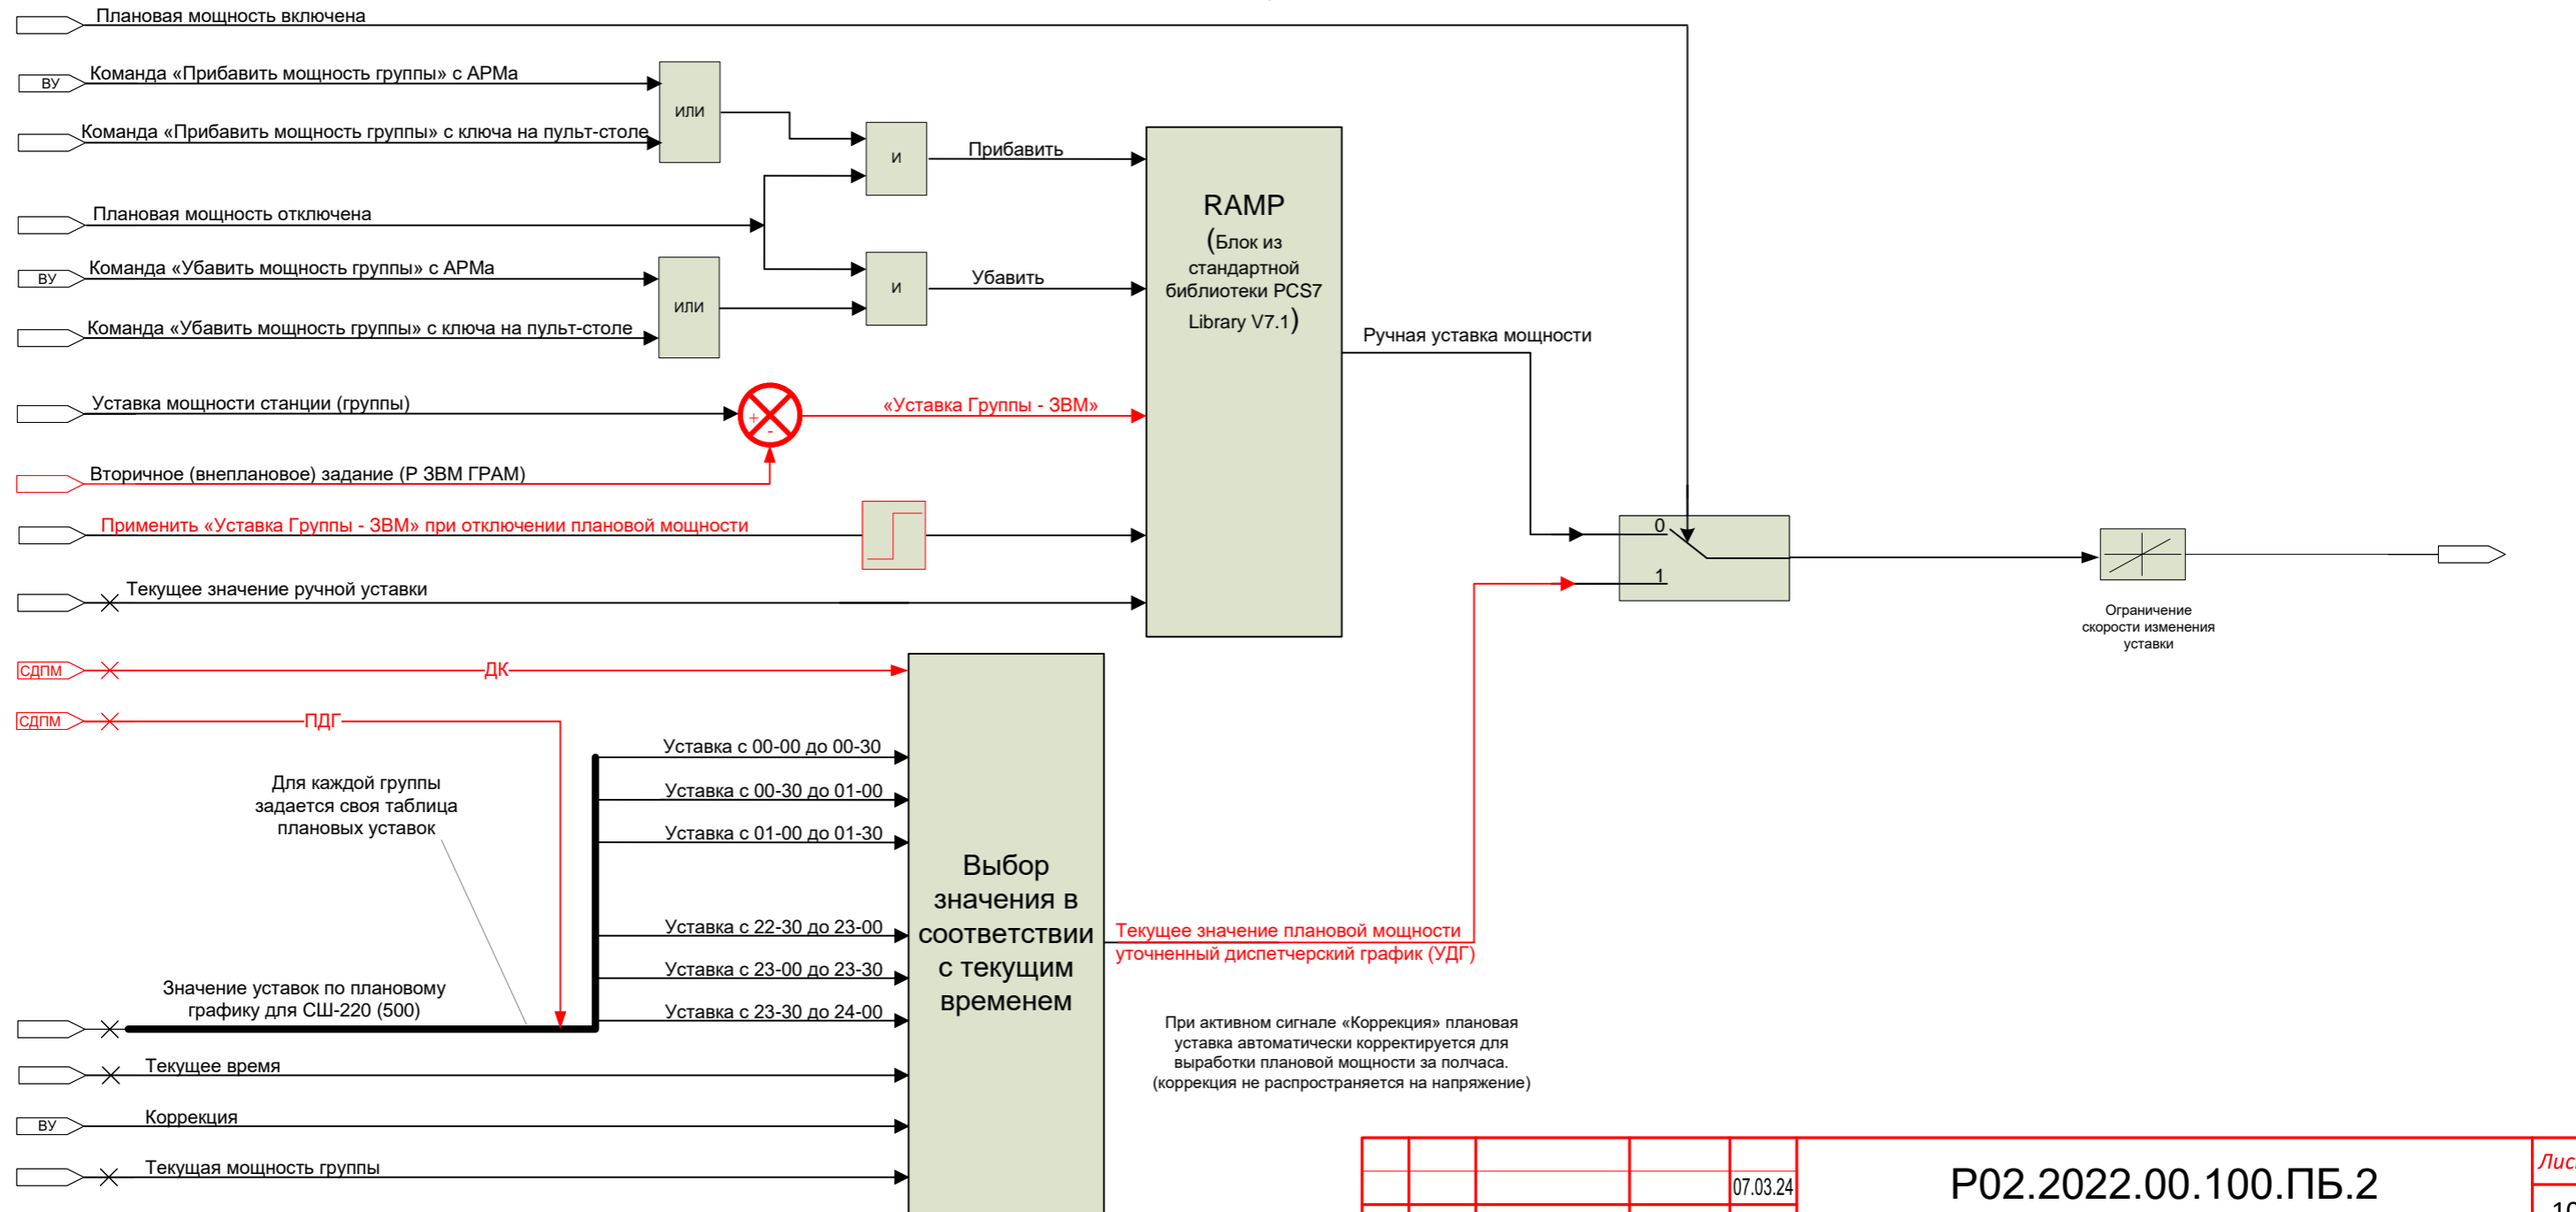 Плановая мощность включена
ВУ
Команда «Прибавить мощность группы» с АРМа
ИЛИ
Команда «Прибавить мощность группы» с ключа на пульт-столе
И
Прибавить
Плановая мощность отключена
ВУ
Команда «Убавить мощность группы» с АРМа
ИЛИ
И
Убавить
Команда «Убавить мощность группы» с ключа на пульт-столе
RAMP
(Блок из
стандартной
библиотеки PCS7
Library V7.1)
Ручная уставка мощности
Уставка мощности станции (группы)
+
-
«Уставка Группы - ЗВМ»
Вторичное (внеплановое) задание (Р ЗВМ ГРАМ)
Применить «Уставка Группы - ЗВМ» при отключении плановой мощности
0
1
Текущее значение ручной уставки
Ограничение
скорости изменения
уставки
СДПМ
ДК
СДПМ
ПДГ
Для каждой группы
задается своя таблица
плановых уставок
Уставка с 00-00 до 00-30
Уставка с 00-30 до 01-00
Уставка с 01-00 до 01-30
Уставка с 22-30 до 23-00
Уставка с 23-00 до 23-30
Уставка с 23-30 до 24-00
Выбор
значения в
соответствии
с текущим
временем
Текущее значение плановой мощности
уточненный диспетчерский график (УДГ)
Значение уставок по плановому
графику для СШ-220 (500)
При активном сигнале «Коррекция» плановая
уставка автоматически корректируется для
выработки плановой мощности за полчаса.
(коррекция не распространяется на напряжение)
Текущее время
ВУ
Коррекция
Текущая мощность группы
07.03.24
Р02.2022.00.100.ПБ.2
10